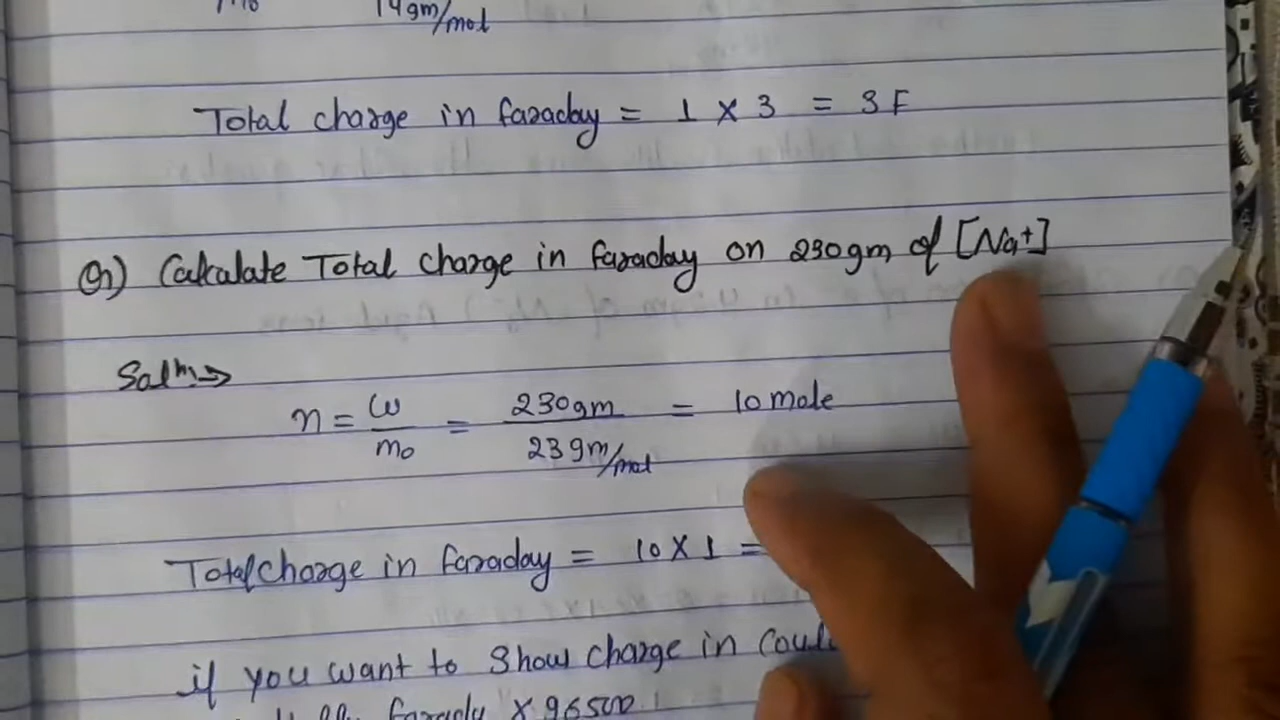 14gm/mol
Total charge in faraday = 1 × 3 = 3F
Q1) Calculate Total charge in faraday on 230gm of [Na+]
Solⁿ:→
n = w/m₀ = 230gm/23gm/mol = 10 mole
Total charge in faraday = 10 × 1 =
if you want to show charge in
faraday × 96500